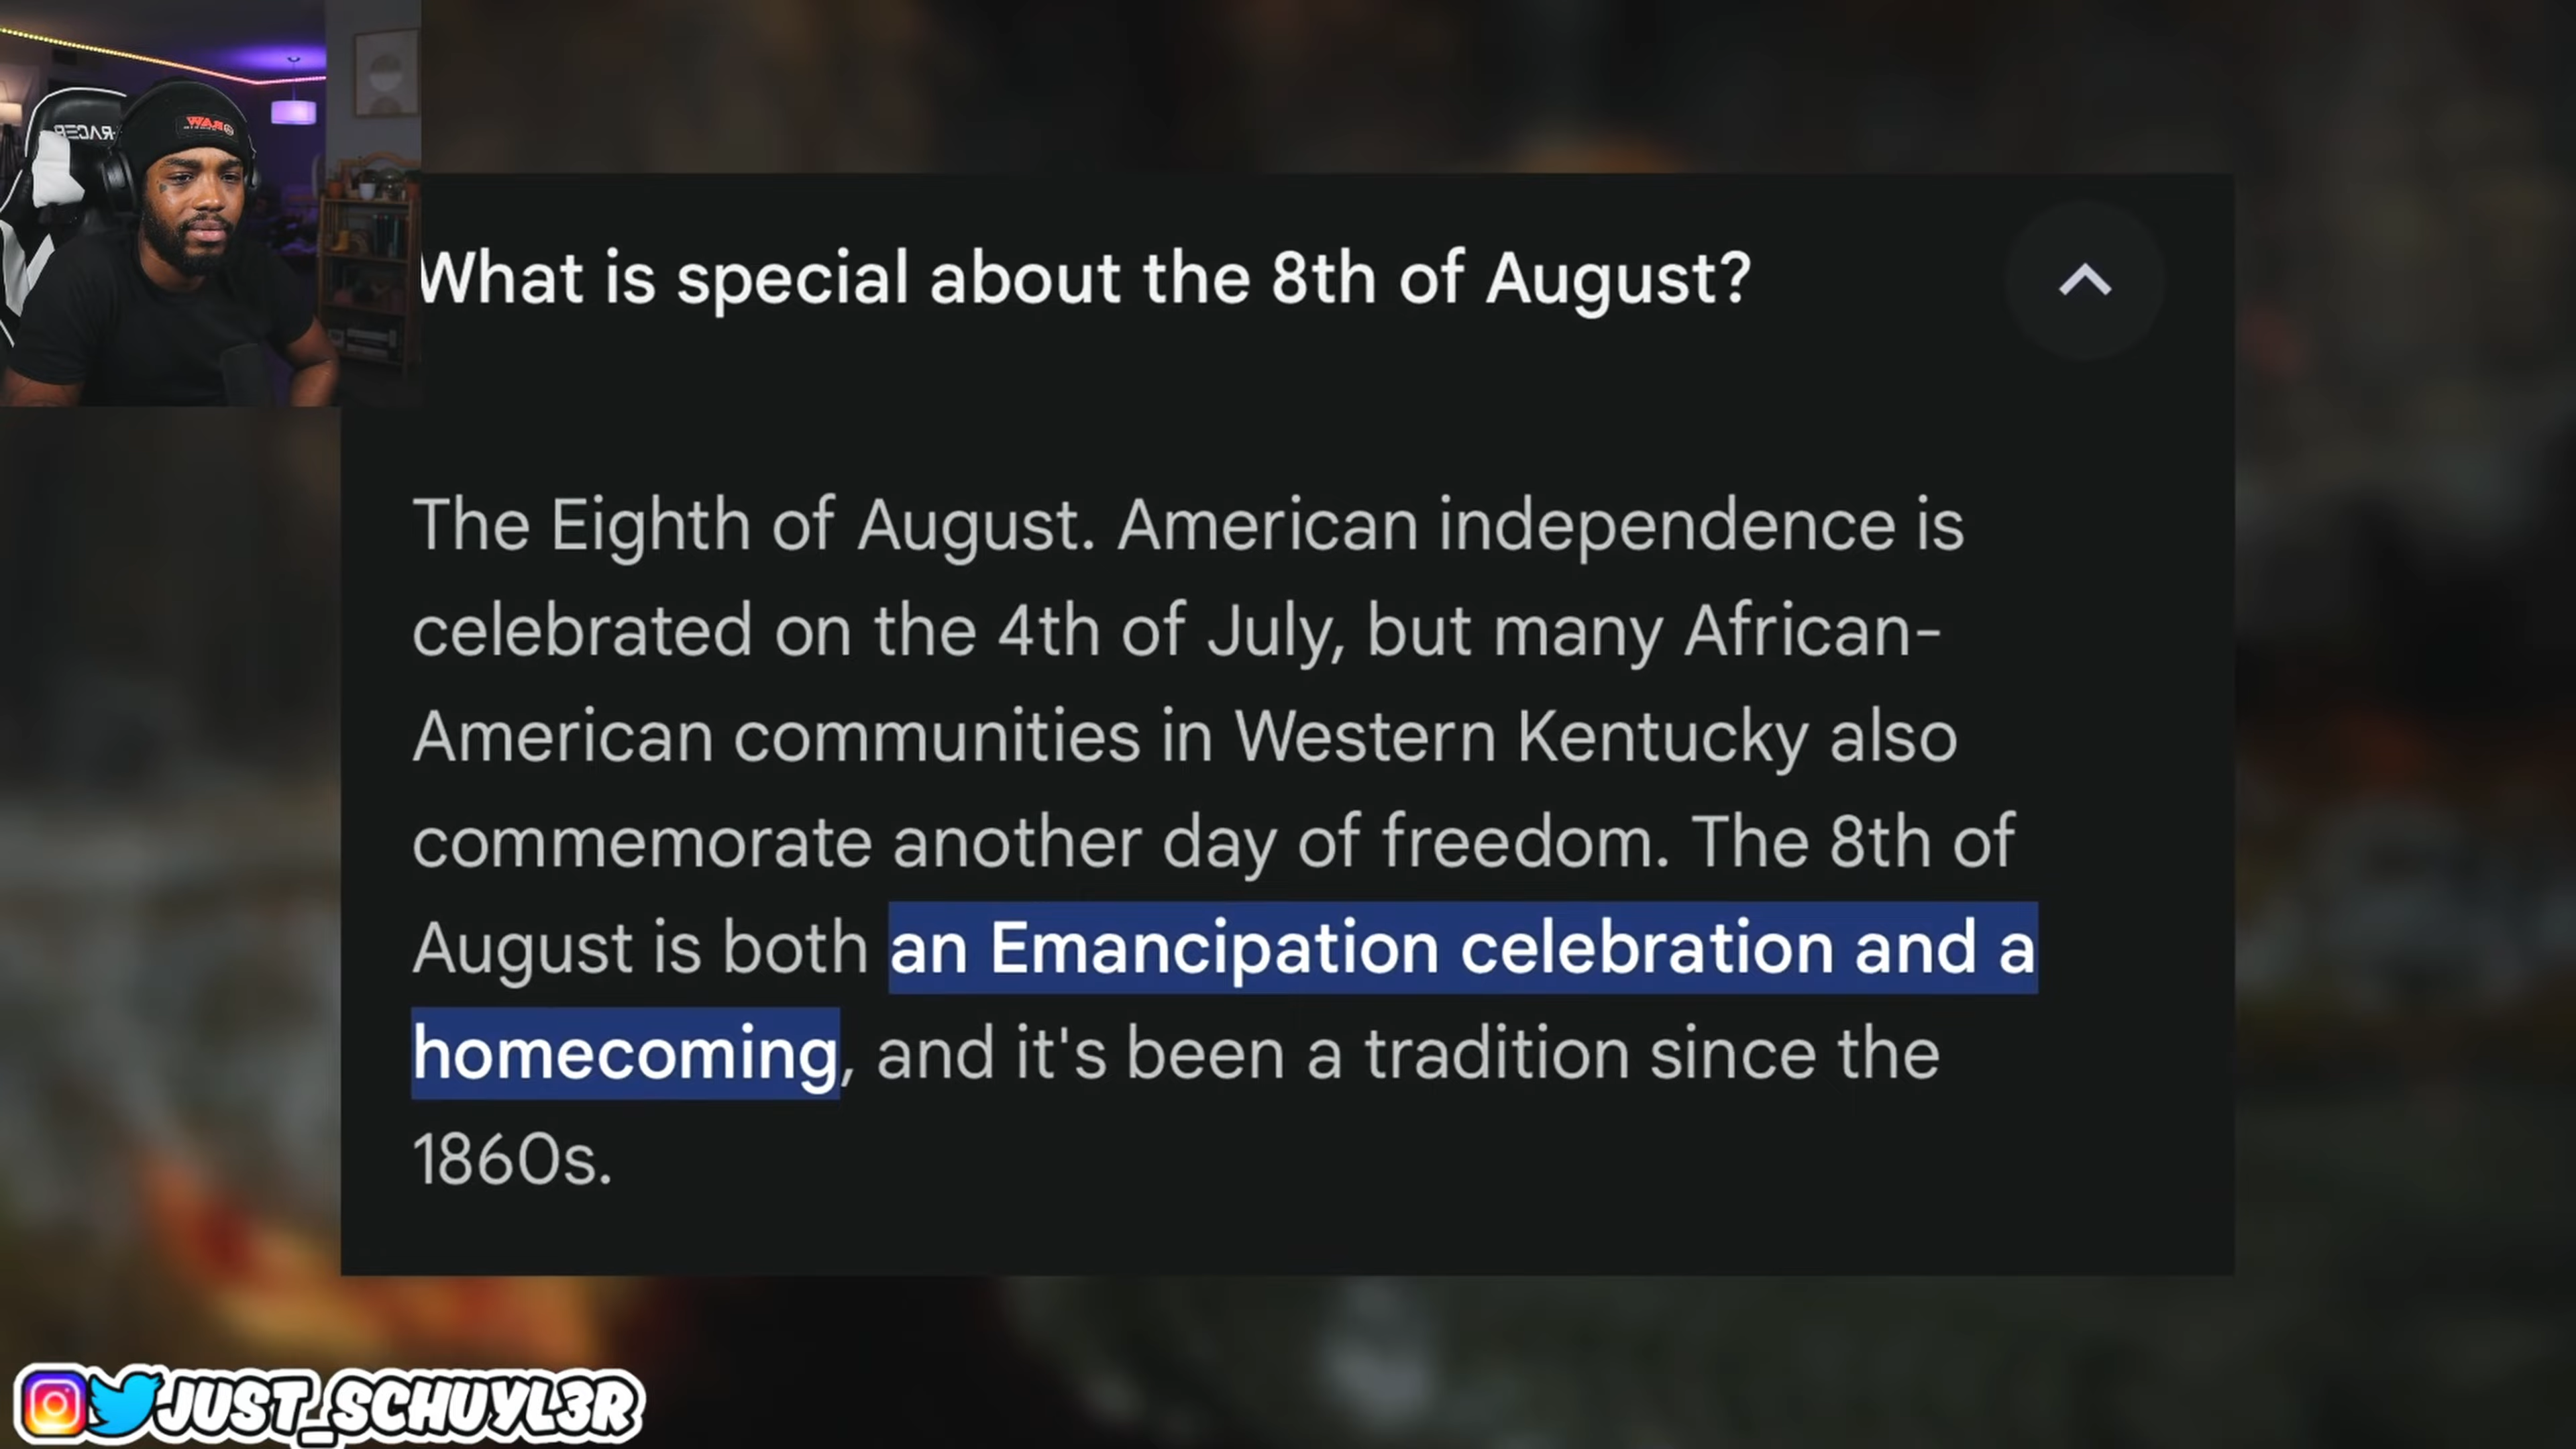 What is special about the 8th of August?
The Eighth of August. American independence is
celebrated on the 4th of July, but many African-
American communities in Western Kentucky also
commemorate another day of freedom. The 8th of
August is both an Emancipation celebration and a
homecoming, and it's been a tradition since the
1860s.
JUST_SCHUYL3R